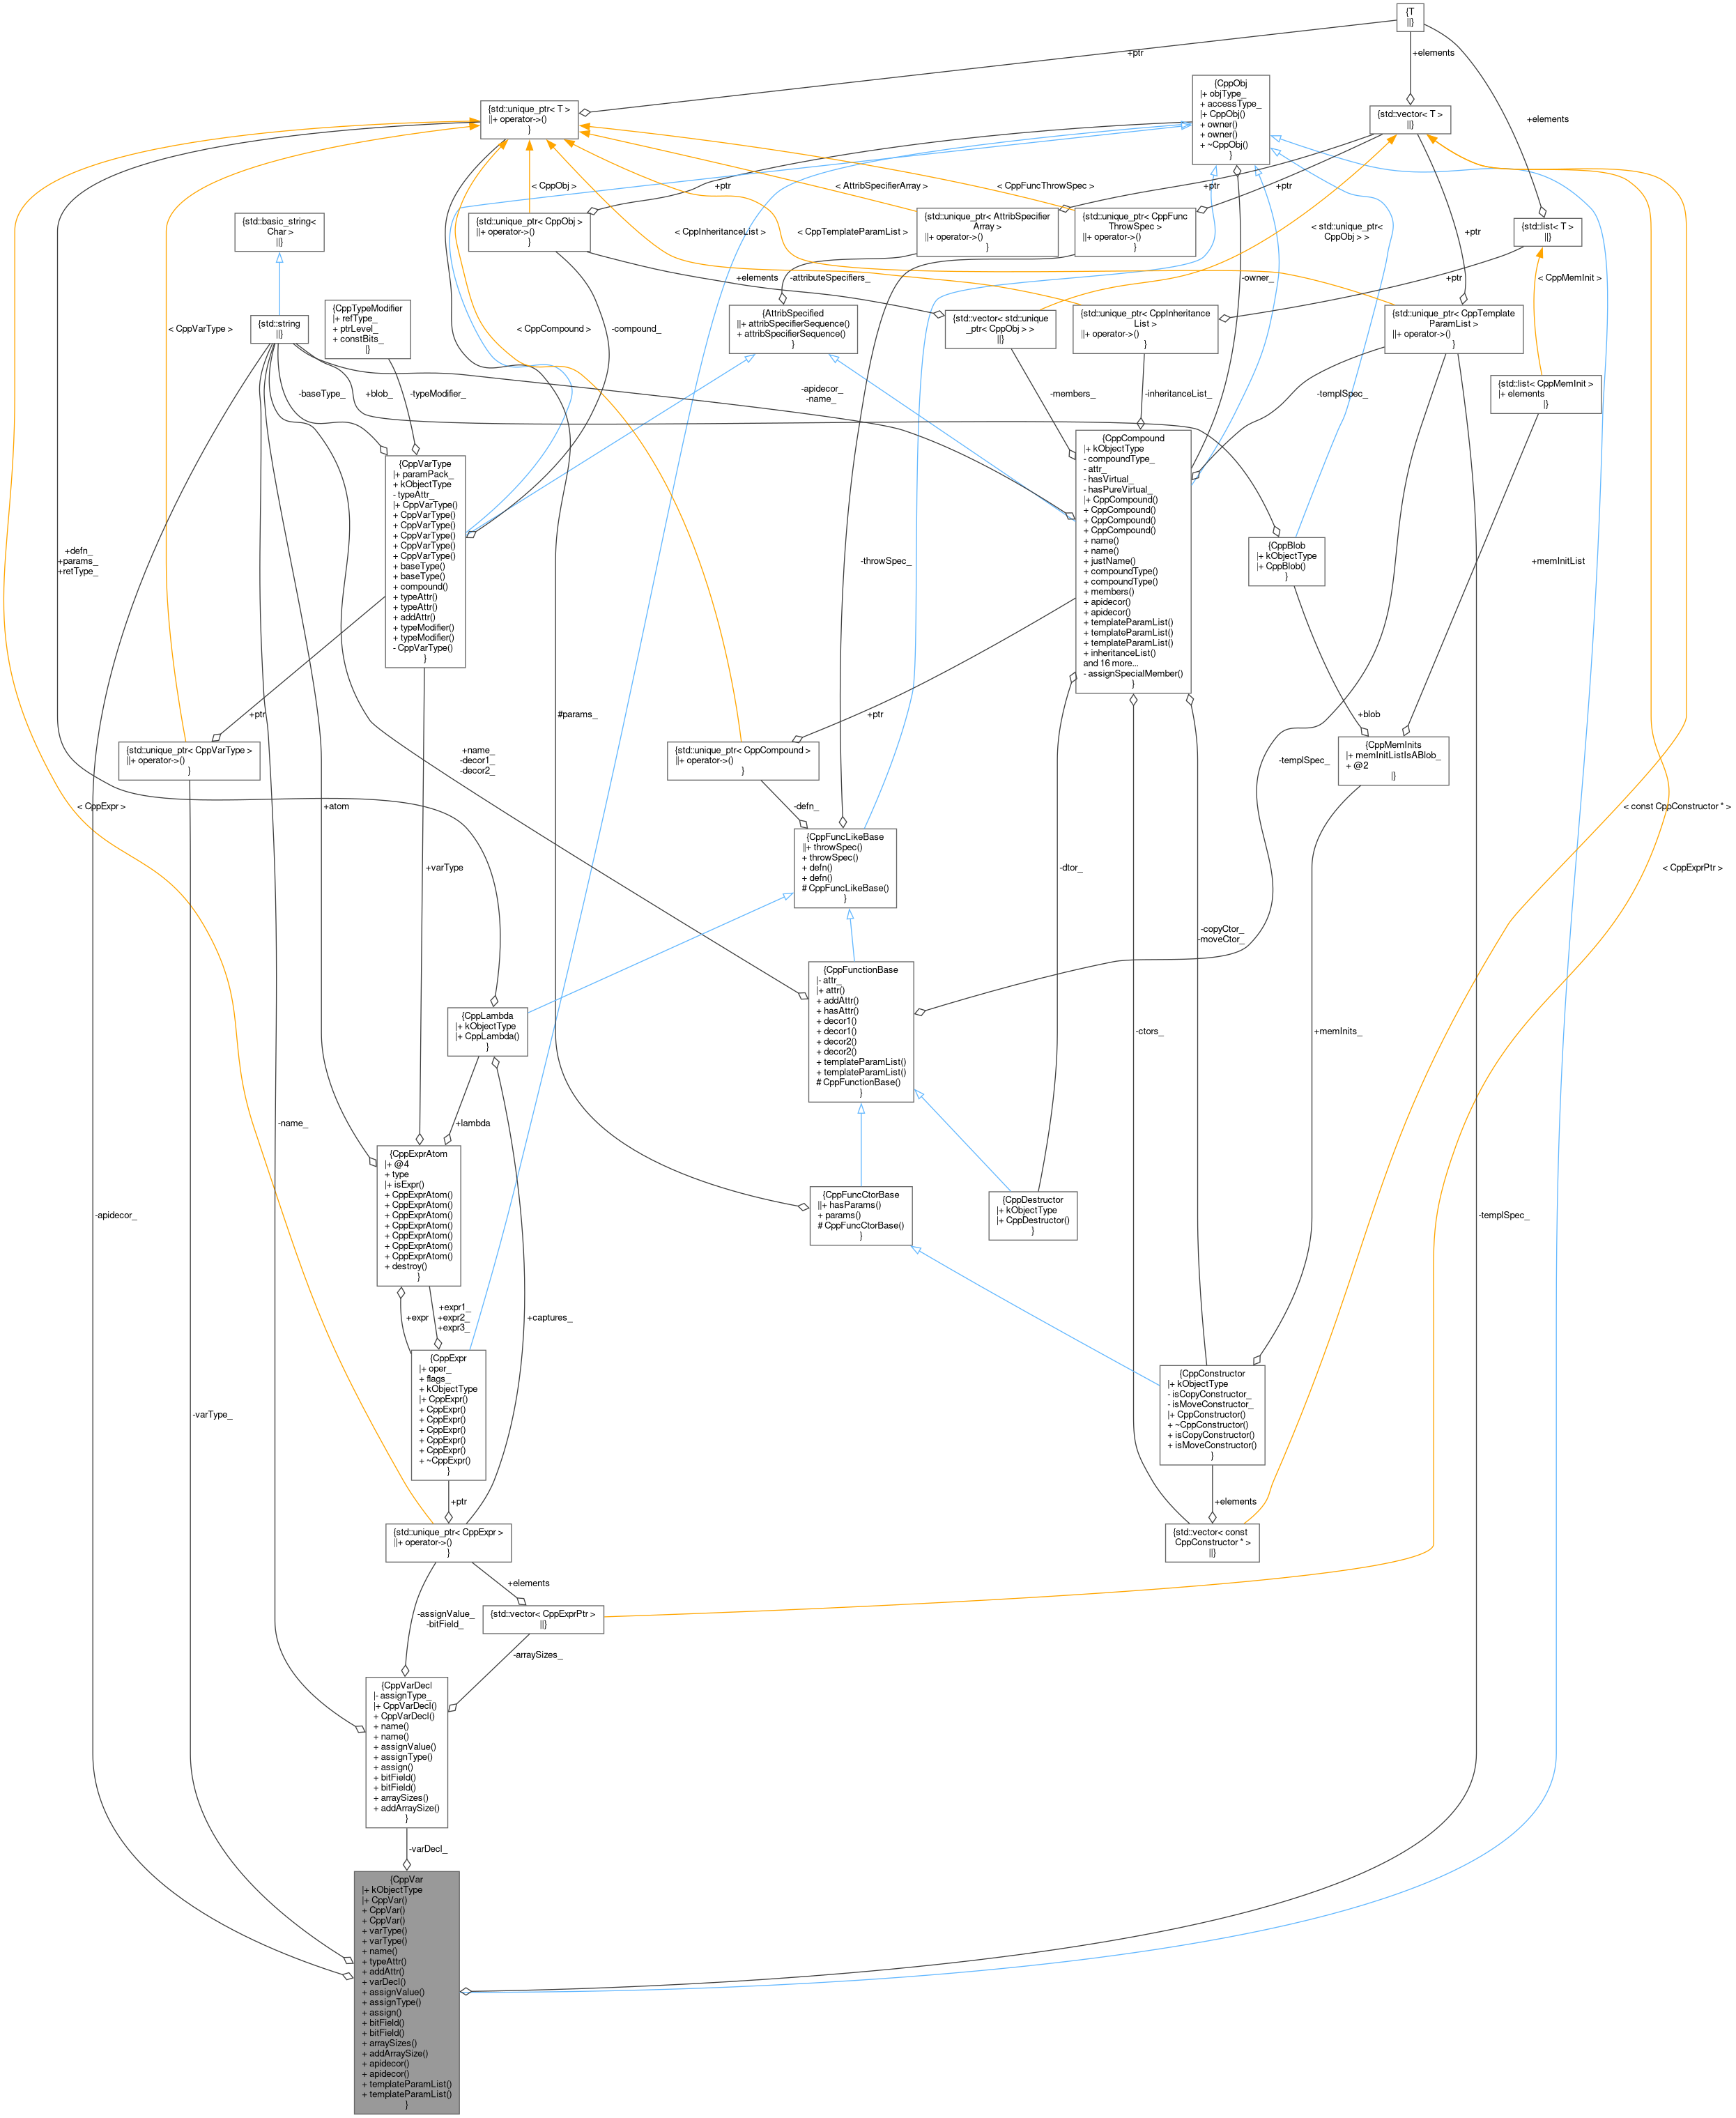 {T
||}
+ptr
+elements
+elements
{CppObj
|+ objType_
+ accessType_
|+ CppObj()
+ owner()
+ owner()
+ ~CppObj()
}
{std::unique_ptr< T >
||+ operator->()
}
{std::vector< T >
||}
< CppObj >
+ptr
< AttribSpecifierArray >
< CppFuncThrowSpec >
+ptr
+ptr
{std::basic_string<
Char >
||}
{std::unique_ptr< CppObj >
||+ operator->()
}
{std::unique_ptr< AttribSpecifier
Array >
||+ operator->()
}
{std::unique_ptr< CppFunc
ThrowSpec >
||+ operator->()
}
{std::list< T >
||}
< CppInheritanceList >
< CppTemplateParamList >
< std::unique_ptr<
CppObj > >
+ptr
+elements
-attributeSpecifiers_
-owner_
+ptr
< CppMemInit >
{CppTypeModifier
|+ refType_
+ ptrLevel_
+ constBits_
|}
{std::string
||}
< CppVarType >
< CppCompound >
-compound_
{AttribSpecified
||+ attribSpecifierSequence()
+ attribSpecifierSequence()
}
{std::vector< std::unique
_ptr< CppObj > >
||}
{std::unique_ptr< CppInheritance
List >
||+ operator->()
}
{std::unique_ptr< CppTemplate
ParamList >
||+ operator->()
}
{std::list< CppMemInit >
|+ elements
|}
-baseType_
+blob_
-typeModifier_
-apidecor_
-name_
-members_
-inheritanceList_
-templSpec_
{CppVarType
|+ paramPack_
+ kObjectType
- typeAttr_
|+ CppVarType()
+ CppVarType()
+ CppVarType()
+ CppVarType()
+ CppVarType()
+ CppVarType()
+ baseType()
+ baseType()
+ compound()
+ typeAttr()
+ typeAttr()
+ addAttr()
+ typeModifier()
+ typeModifier()
- CppVarType()
}
{CppCompound
|+ kObjectType
- compoundType_
- attr_
- hasVirtual_
- hasPureVirtual_
|+ CppCompound()
+ CppCompound()
+ CppCompound()
+ CppCompound()
+ name()
+ name()
+ justName()
+ compoundType()
+ compoundType()
+ members()
+ apidecor()
+ apidecor()
+ templateParamList()
+ templateParamList()
+ templateParamList()
+ inheritanceList()
and 16 more...
- assignSpecialMember()
}
{CppBlob
|+ kObjectType
|+ CppBlob()
}
+defn_
+params_
+retType_
-throwSpec_
+memInitList
+ptr
#params_
+ptr
+blob
{std::unique_ptr< CppVarType >
||+ operator->()
}
+name_
-decor1_
-decor2_
{std::unique_ptr< CppCompound >
||+ operator->()
}
-templSpec_
{CppMemInits
|+ memInitListIsABlob_
+ @2
|}
< CppExpr >
+atom
-defn_
< const CppConstructor * >
{CppFuncLikeBase
||+ throwSpec()
+ throwSpec()
+ defn()
+ defn()
# CppFuncLikeBase()
}
+varType
-dtor_
< CppExprPtr >
-copyCtor_
-moveCtor_
{CppFunctionBase
|- attr_
|+ attr()
+ addAttr()
+ hasAttr()
+ decor1()
+ decor1()
+ decor2()
+ decor2()
+ templateParamList()
+ templateParamList()
# CppFunctionBase()
}
{CppLambda
|+ kObjectType
|+ CppLambda()
}
-ctors_
+memInits_
-name_
+lambda
{CppExprAtom
|+ @4
+ type
|+ isExpr()
+ CppExprAtom()
+ CppExprAtom()
+ CppExprAtom()
+ CppExprAtom()
+ CppExprAtom()
+ CppExprAtom()
+ CppExprAtom()
+ destroy()
}
{CppFuncCtorBase
||+ hasParams()
+ params()
# CppFuncCtorBase()
}
{CppDestructor
|+ kObjectType
|+ CppDestructor()
}
-apidecor_
-templSpec_
+expr
+expr1_
+expr2_
+expr3_
+captures_
{CppExpr
|+ oper_
+ flags_
+ kObjectType
|+ CppExpr()
+ CppExpr()
+ CppExpr()
+ CppExpr()
+ CppExpr()
+ CppExpr()
+ ~CppExpr()
}
{CppConstructor
|+ kObjectType
- isCopyConstructor_
- isMoveConstructor_
|+ CppConstructor()
+ ~CppConstructor()
+ isCopyConstructor()
+ isMoveConstructor()
}
-varType_
+ptr
+elements
{std::unique_ptr< CppExpr >
||+ operator->()
}
{std::vector< const
CppConstructor * >
||}
+elements
-assignValue_
-bitField_
{std::vector< CppExprPtr >
||}
-arraySizes_
{CppVarDecl
|- assignType_
|+ CppVarDecl()
+ CppVarDecl()
+ name()
+ name()
+ assignValue()
+ assignType()
+ assign()
+ bitField()
+ bitField()
+ arraySizes()
+ addArraySize()
}
-varDecl_
{CppVar
|+ kObjectType
|+ CppVar()
+ CppVar()
+ CppVar()
+ varType()
+ varType()
+ name()
+ typeAttr()
+ addAttr()
+ varDecl()
+ assignValue()
+ assignType()
+ assign()
+ bitField()
+ bitField()
+ arraySizes()
+ addArraySize()
+ apidecor()
+ apidecor()
+ templateParamList()
+ templateParamList()
}